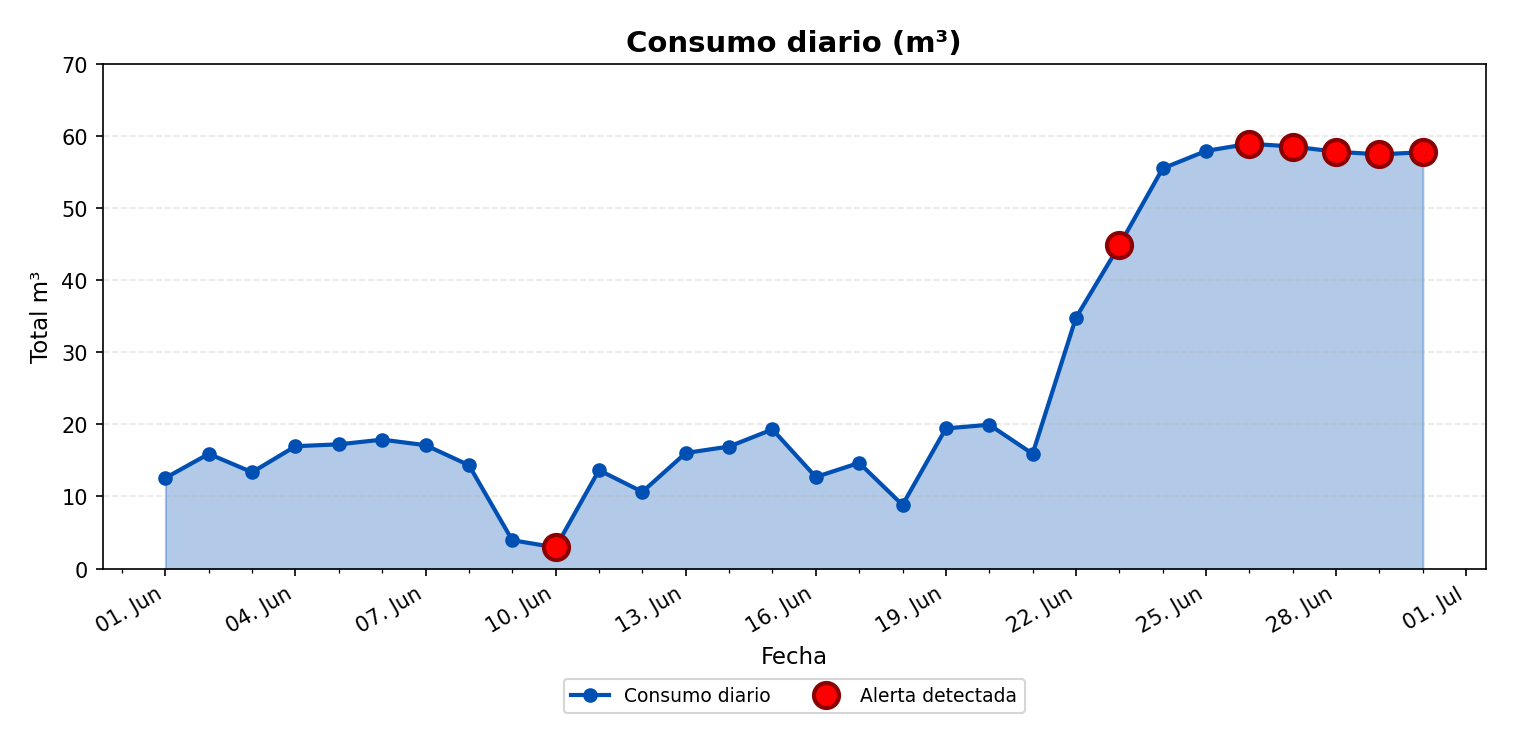 Consumo diario (m³)
Total m³
70
60
50
40
30
20
10
0
01. Jun
04. Jun
07. Jun
10. Jun
13. Jun
16. Jun
19. Jun
22. Jun
25. Jun
28. Jun
01. Jul
Fecha
Consumo diario
Alerta detectada